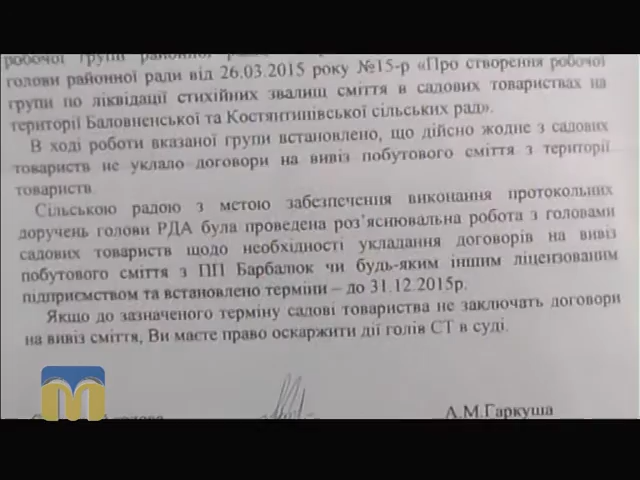 робочої групи районної
голови районної ради від 26.03.2015 року №15-р «Про створення робочої
групи по ліквідації стихійних звалищ сміття в садових товариствах на
території Баловненської та Костянтинівської сільських рад».
В ході роботи вказаної групи встановлено, що дійсно жодне з садових
товариств не уклало договори на вивіз побутового сміття з території
товариств
Сільською радою з метою забезпечення виконання протокольних
доручень голови РДА була проведена роз’яснювальна робота з головами
садових товариств щодо необхідності укладання договорів на вивіз
побутового сміття з ПП Барбалюк чи будь-яким іншим ліцензованим
підприємством та встановлено терміни – до 31.12.2015р.
Якщо до зазначеного терміну садові товариства не заключать договори
на вивіз сміття, Ви маєте право оскаржити дії голів СТ в суді.
А.М.Гаркуша
М